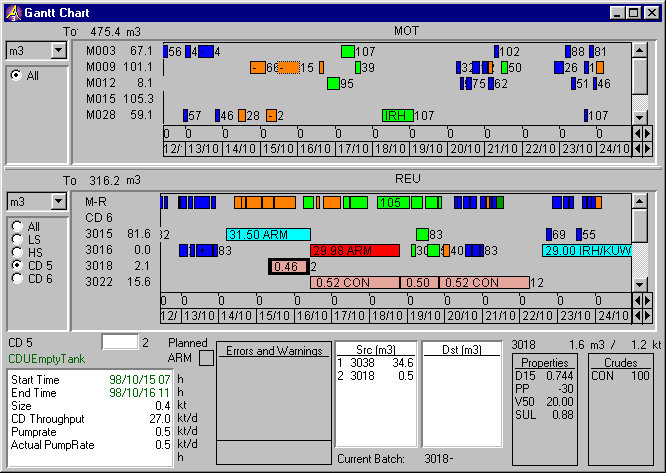 Gantt Chart
To 475.4 m3 MOT
m3
All
M003 67.1 56 4 4 107 102 88 81
M009 101.1 66 15 39 50 26 1
M012 8.1 95 75 62 51 46
M015 105.3
M028 59.1 57 46 28 2 IRH 107 107
0 0 0 0 0 0 0 0 0 0 0 0 0
12/ 13/10 14/10 15/10 16/10 17/10 18/10 19/10 20/10 21/10 22/10 23/10 24/10
To 316.2 m3 REU
m3
All
LS
HS
CD 5
CD 6
M-R 105
CD 6
3015 81.6 32 31.50 ARM 83 69 55
3016 0.0 83 29.98 ARM 40 83 29.00 IRH/KUW
3018 2.1 0.46 2
3022 15.6 0.52 CON 0.50 0.52 CON 12
0 0 0 0 0 0 0 0 0 0 0 0 0
12/ 13/10 14/10 15/10 16/10 17/10 18/10 19/10 20/10 21/10 22/10 23/10 24/10
CD 5 2 Planned
CDUEmptyTank ARM
Start Time 98/10/15 07 h
End Time 98/10/16 11 h
Size 0.4 kt
CD Throughput 27.0 kt/d
Pumprate 0.5 kt/d
Actual PumpRate 0.5 kt/d
h
Errors and Warnings
Src (m3)
1 3038 34.6
2 3018 0.5
Dst (m3)
Current Batch: 3018-
3018 1.6 m3 / 1.2 kt
Properties
D15 0.744
PP -30
V50 20.00
SUL 0.88
Crudes
CON 100